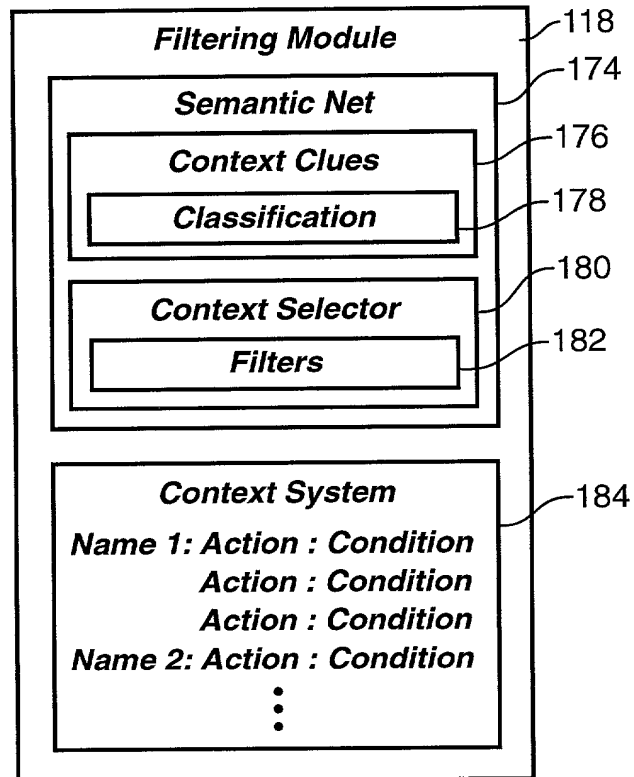 Filtering Module
118
Semantic Net
174
Context Clues
176
Classification
178
Context Selector
180
Filters
182
Context System
184
Name 1: Action : Condition
Action : Condition
Action : Condition
Name 2: Action : Condition